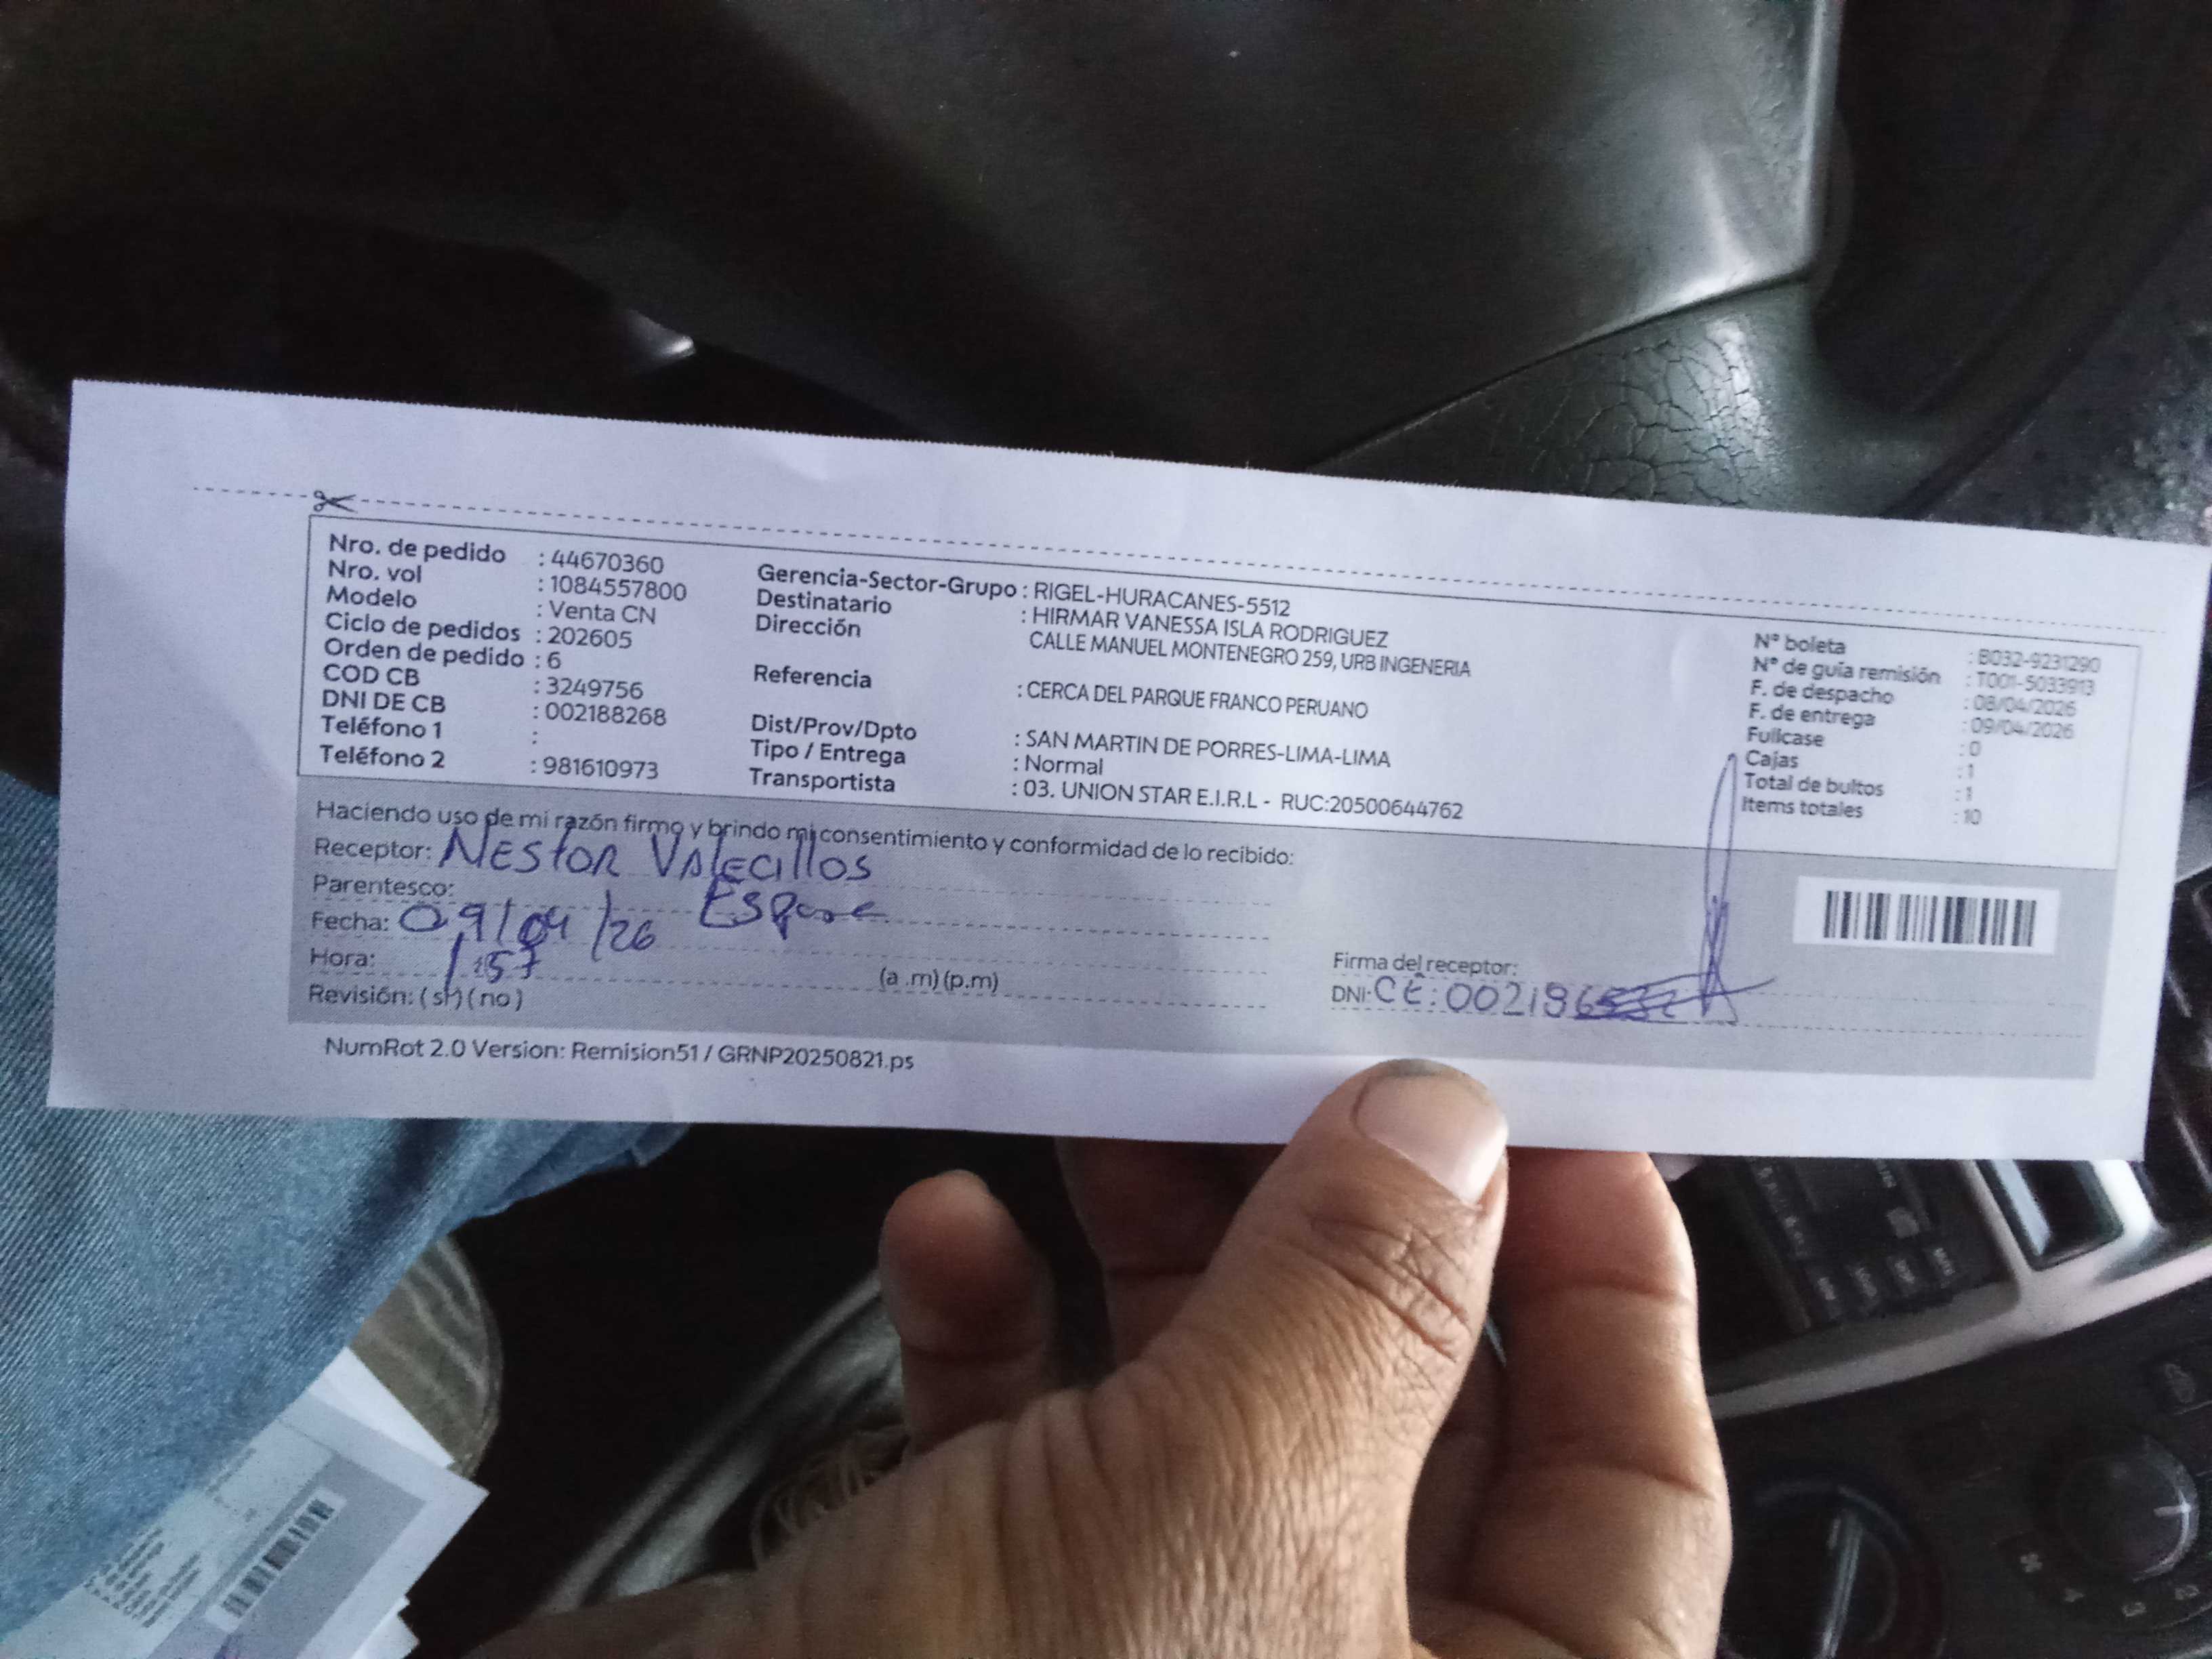 Nro. de pedido : 44670360
Nro. vol : 1084557800
Modelo : Venta CN
Ciclo de pedidos : 202605
Orden de pedido : 6
COD CB : 3249756
DNI DE CB : 002188268
Teléfono 1 :
Teléfono 2 : 981610973
Gerencia-Sector-Grupo : RIGEL-HURACANES-5512
Destinatario : HIRMAR VANESSA ISLA RODRIGUEZ
Dirección CALLE MANUEL MONTENEGRO 259, URB INGENERIA
Referencia : CERCA DEL PARQUE FRANCO PERUANO
Dist/Prov/Dpto : SAN MARTIN DE PORRES-LIMA-LIMA
Tipo / Entrega : Normal
Transportista : 03. UNION STAR E.I.R.L - RUC:20500644762
N° boleta : B032-9231290
N° de guía remisión : T001-5033913
F. de despacho : 08/04/2026
F. de entrega : 09/04/2026
Fullcase : 0
Cajas : 1
Total de bultos : 1
Items totales : 10
Haciendo uso de mi razón firmo y brindo mi consentimiento y conformidad de lo recibido:
Receptor: NEStOR VALECillOS
Parentesco: ESposo
Fecha: 09/04/26
Hora: 1:57 (a .m) (p.m)
Revisión: ( si ) ( no )
Firma del receptor:
DNI: CE:
NumRot 2.0 Version: Remision51 / GRNP20250821.ps